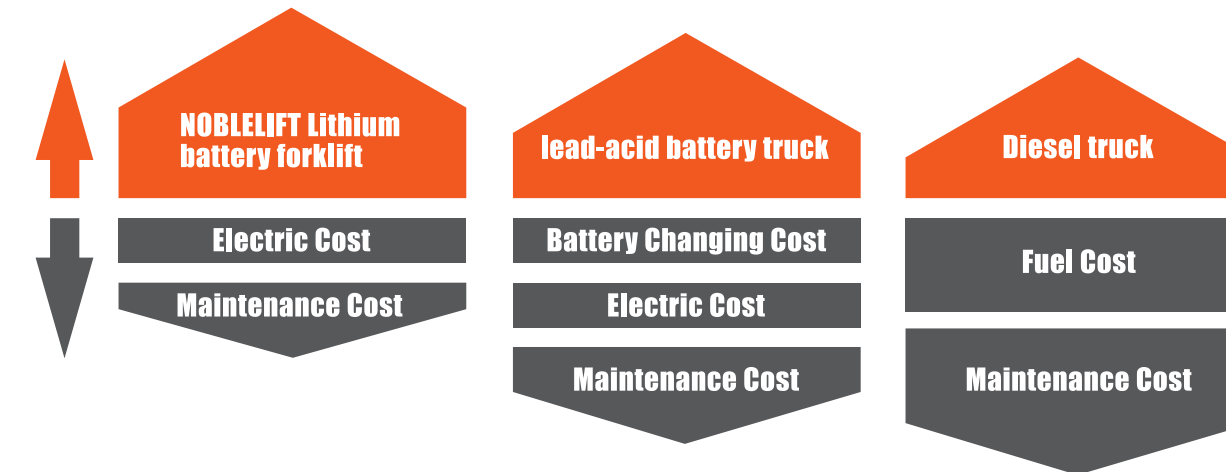 NOBLELIFT Lithium
battery forklift
Electric Cost
Maintenance Cost
lead-acid battery truck
Battery Changing Cost
Electric Cost
Maintenance Cost
Diesel truck
Fuel Cost
Maintenance Cost